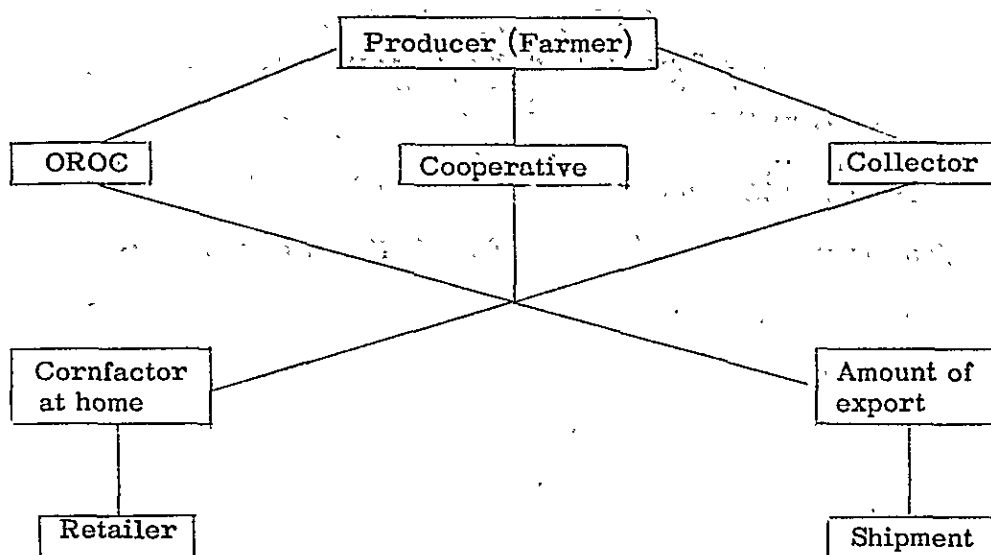 Producer (Farmer)
OROC
Cooperative
Collector
Cornfactor
at home
Amount of
export
Retailer
Shipment